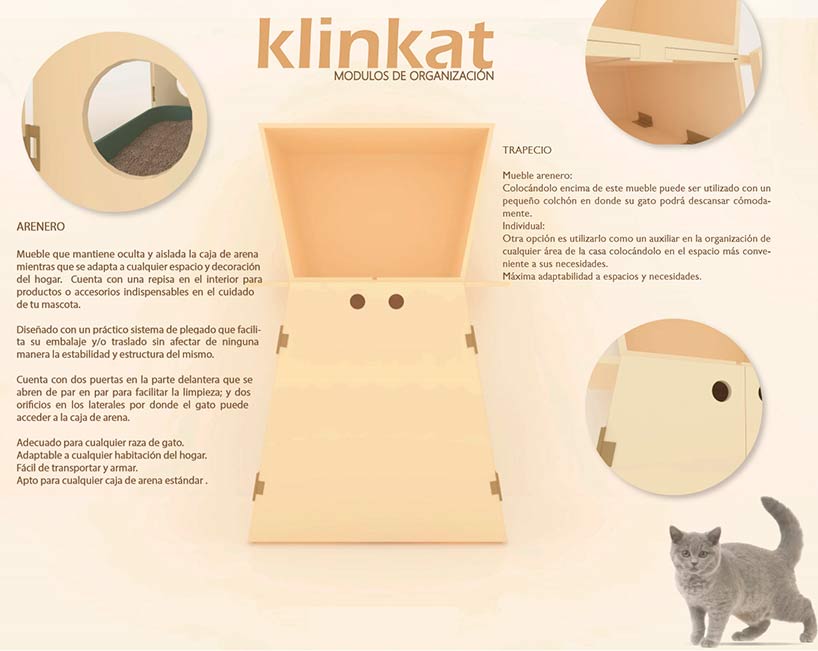 klinkat
MODULOS DE ORGANIZACIÓN
ARENERO
Mueble que mantiene oculta y aislada la caja de arena
mientras que se adapta a cualquier espacio y decoración
del hogar. Cuenta con una repisa en el interior para
productos o accesorios indispensables en el cuidado
de tu mascota.
Diseñado con un práctico sistema de plegado que facili-
ta su embalaje y/o traslado sin afectar de ninguna
manera la estabilidad y estructura del mismo.
Cuenta con dos puertas en la parte delantera que se
abren de par en par para facilitar la limpieza; y dos
orificios en los laterales por donde el gato puede
acceder a la caja de arena.
Adecuado para cualquier raza de gato.
Adaptable a cualquier habitación del hogar.
Fácil de transportar y armar.
Apto para cualquier caja de arena estándar .
TRAPECIO
Mueble arenero:
Colocándolo encima de este mueble puede ser utilizado con un
pequeño colchón en donde su gato podrá descansar cómoda-
mente.
Individual:
Otra opción es utilizarlo como un auxiliar en la organización de
cualquier área de la casa colocándolo en el espacio más conve-
niente a sus necesidades.
Máxima adaptabilidad a espacios y necesidades.